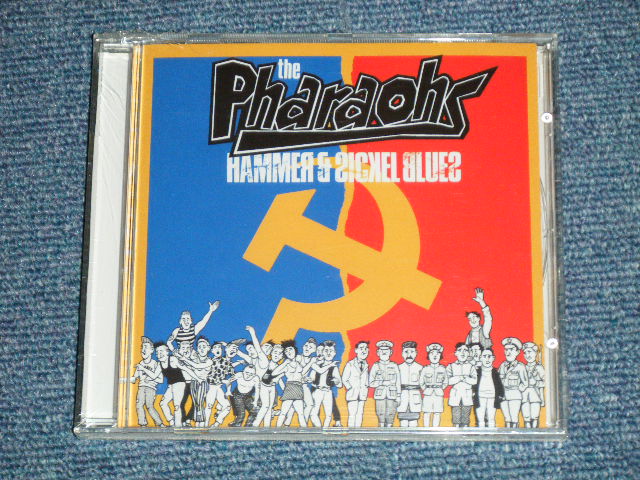 the
Pharaohs
HAMMER & SICKEL BLUES